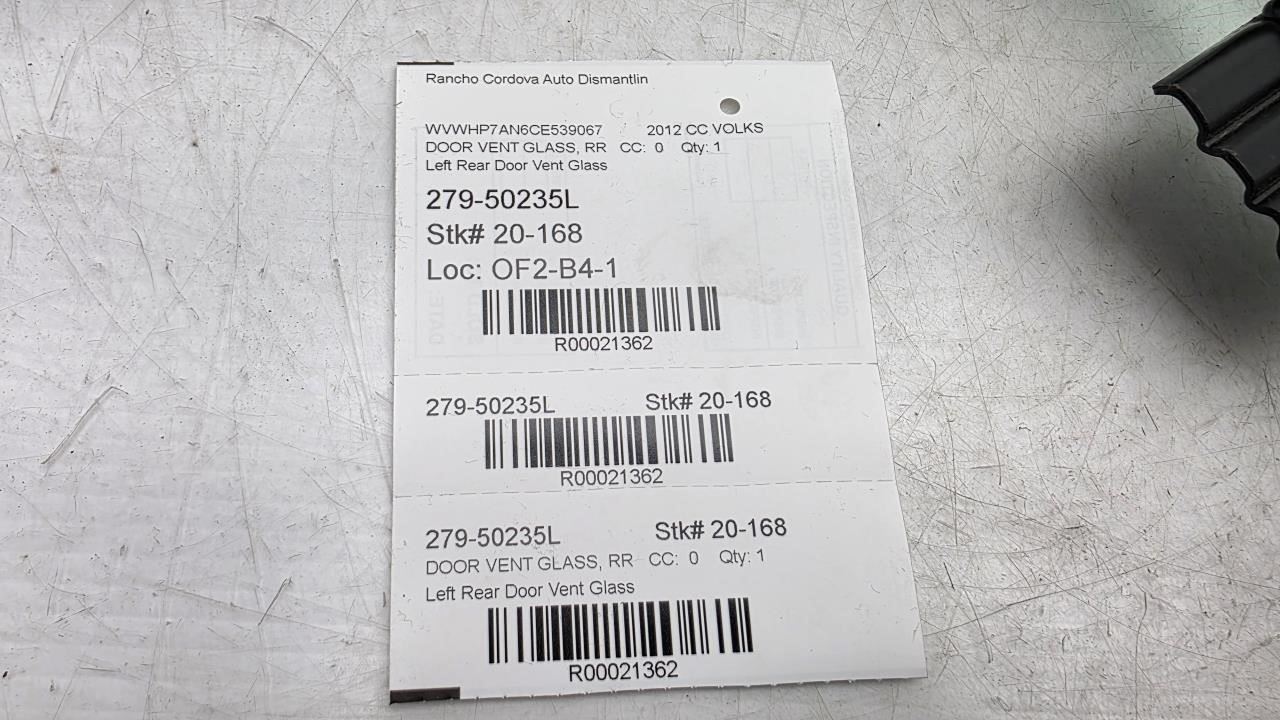 Rancho Cordova Auto Dismantlin
WVWHP7AN6CE539067 2012 CC VOLKS
DOOR VENT GLASS, RR CC: 0 Qty: 1
Left Rear Door Vent Glass
279-50235L
Stk# 20-168
Loc: OF2-B4-1
R00021362
279-50235L Stk# 20-168
R00021362
279-50235L Stk# 20-168
DOOR VENT GLASS, RR CC: 0 Qty: 1
Left Rear Door Vent Glass
R00021362